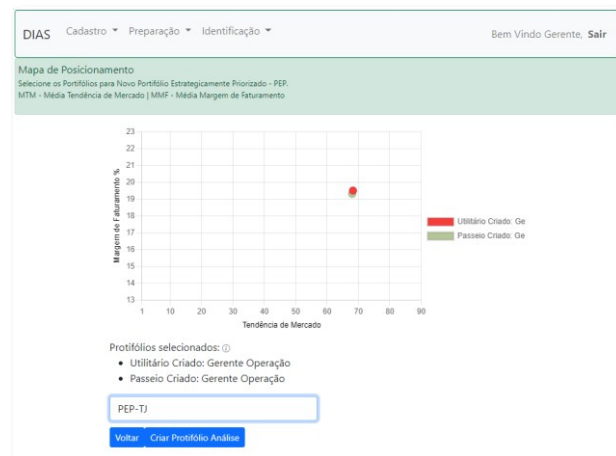 DIAS Cadastro Preparação Identificação Bem Vindo Gerente, Sair
Mapa de Posicionamento
Selecione os Portifólios para Novo Portifólio Estrategicamente Priorizado - PEP.
MTM - Média Tendência de Mercado | MMF - Média Margem de Faturamento
Margem de Faturamento %
23
22
21
20
19
18
17
16
15
14
13
1 10 20 30 40 50 60 70 80 90
Tendência de Mercado
Utilitário Criado: Ge
Passeio Criado: Ge
Protifólios selecionados:
• Utilitário Criado: Gerente Operação
• Passeio Criado: Gerente Operação
PEP-TJ
Voltar Criar Protifólio Análise